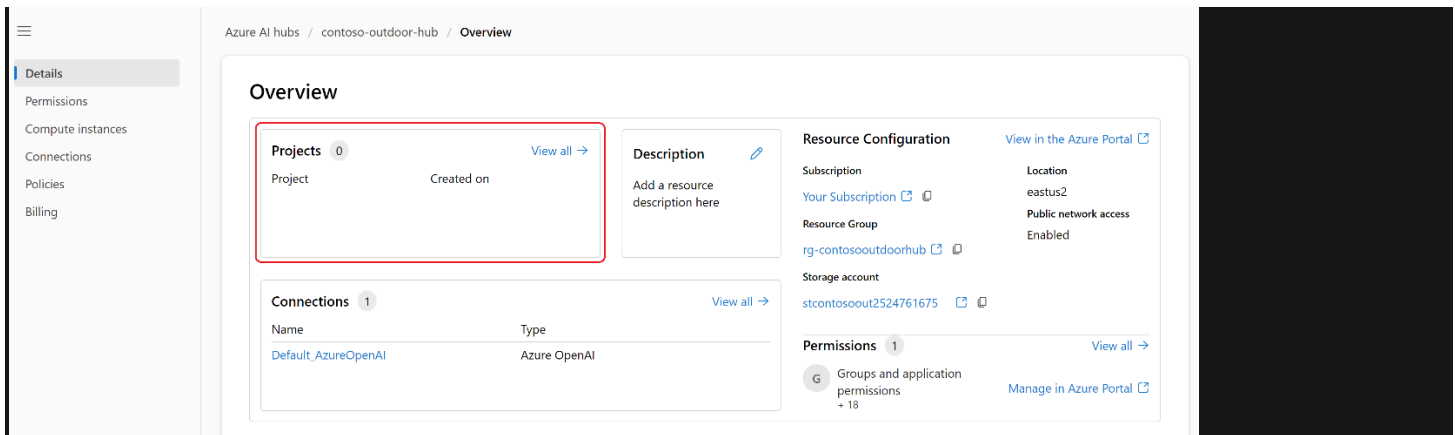 Azure AI hubs / contoso-outdoor-hub / Overview
Details
Permissions
Compute instances
Connections
Policies
Billing
Overview
Projects 0 View all →
Project Created on
Description
Add a resource
description here
Connections 1 View all →
Name Type
Default_AzureOpenAI Azure OpenAI
Resource Configuration View in the Azure Portal
Subscription
Your Subscription
Resource Group
rg-contosooutdoorhub
Storage account
stcontosoout2524761675
Location
eastus2
Public network access
Enabled
Permissions 1 View all →
G
Groups and application
permissions
+ 18
Manage in Azure Portal